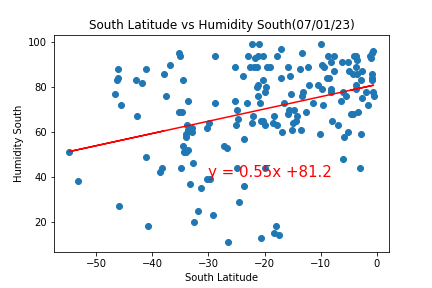 South Latitude vs Humidity South(07/01/23)
100
80
60
40
20
Humidity South
y = 0.55x +81.2
−50
−40
−30
−20
−10
0
South Latitude